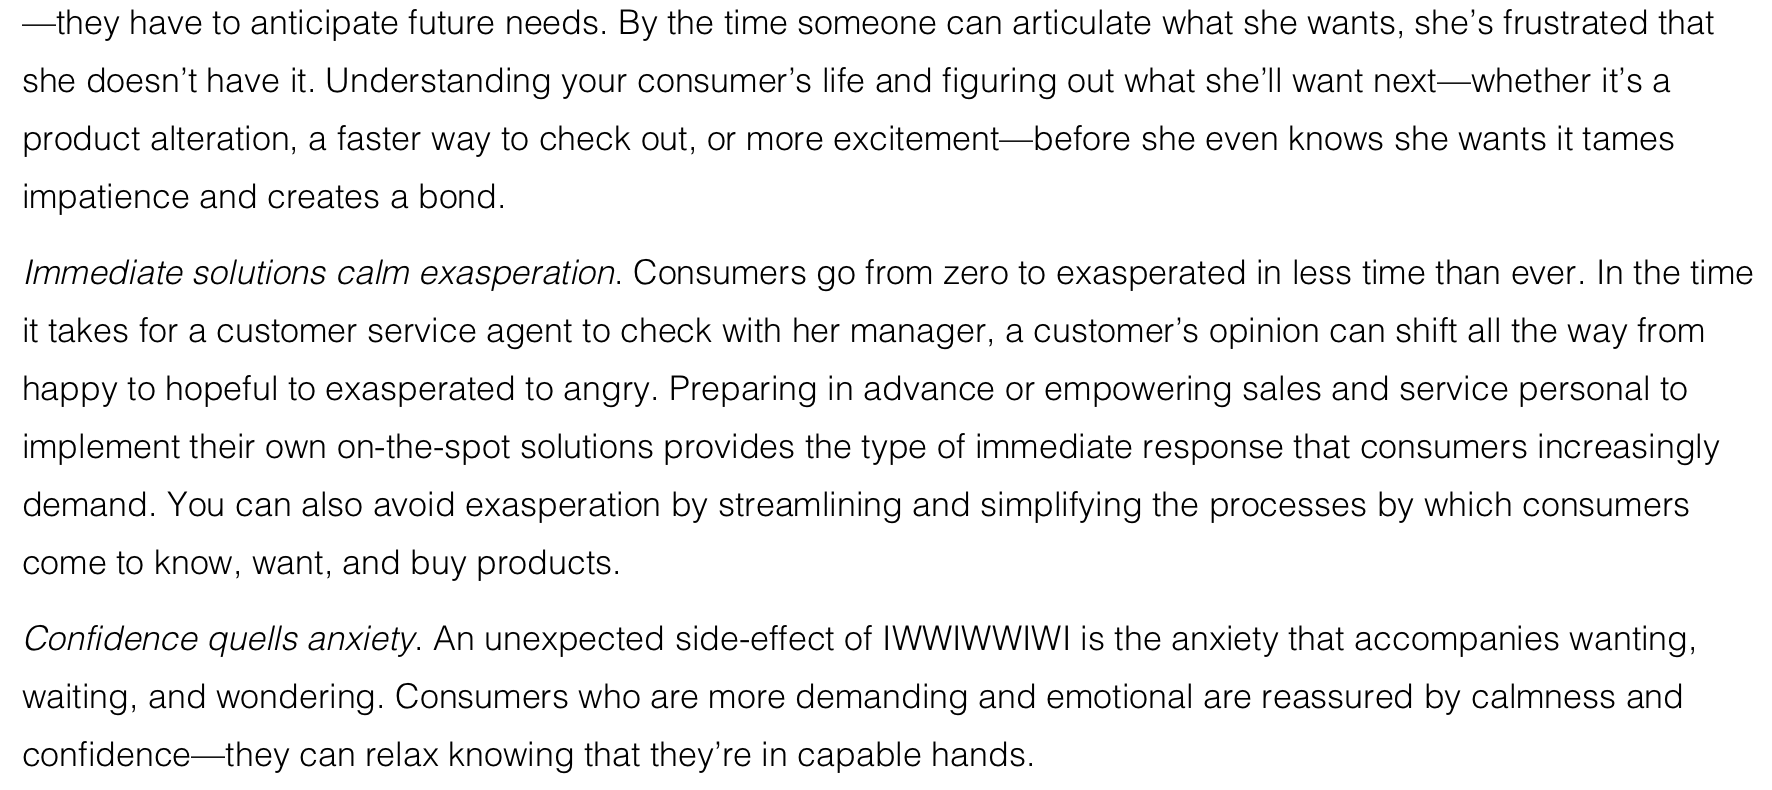 —they have to anticipate future needs. By the time someone can articulate what she wants, she’s frustrated that
she doesn’t have it. Understanding your consumer’s life and figuring out what she’ll want next—whether it’s a
product alteration, a faster way to check out, or more excitement—before she even knows she wants it tames
impatience and creates a bond.
Immediate solutions calm exasperation. Consumers go from zero to exasperated in less time than ever. In the time
it takes for a customer service agent to check with her manager, a customer’s opinion can shift all the way from
happy to hopeful to exasperated to angry. Preparing in advance or empowering sales and service personal to
implement their own on-the-spot solutions provides the type of immediate response that consumers increasingly
demand. You can also avoid exasperation by streamlining and simplifying the processes by which consumers
come to know, want, and buy products.
Confidence quells anxiety. An unexpected side-effect of IWWIWWIWI is the anxiety that accompanies wanting,
waiting, and wondering. Consumers who are more demanding and emotional are reassured by calmness and
confidence—they can relax knowing that they’re in capable hands.